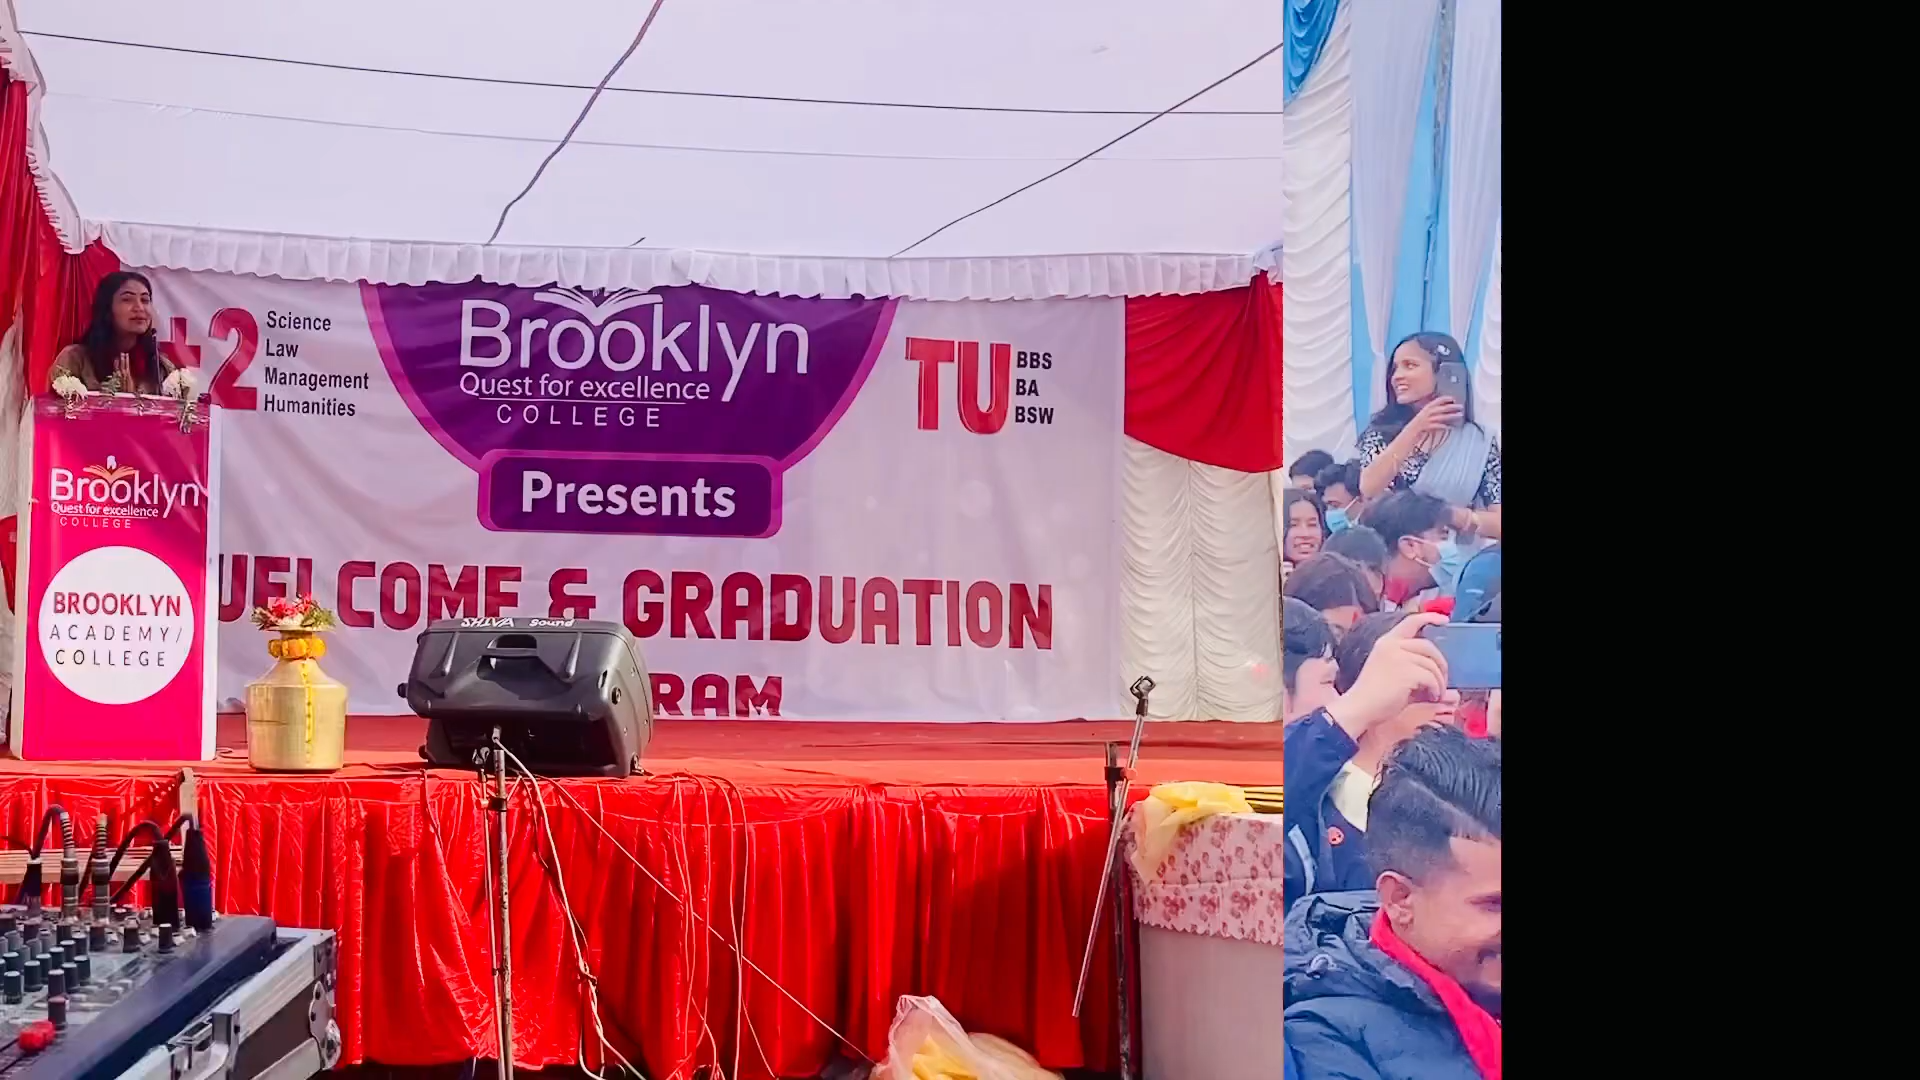 +2
Science
Law
Management
Humanities
Brooklyn
Quest for excellence
COLLEGE
TU
BBS
BA
BSW
Presents
WELCOME & GRADUATION
RAM
Brooklyn
Quest for excellence
COLLEGE
BROOKLYN
ACADEMY/
COLLEGE
SHIVA Sound